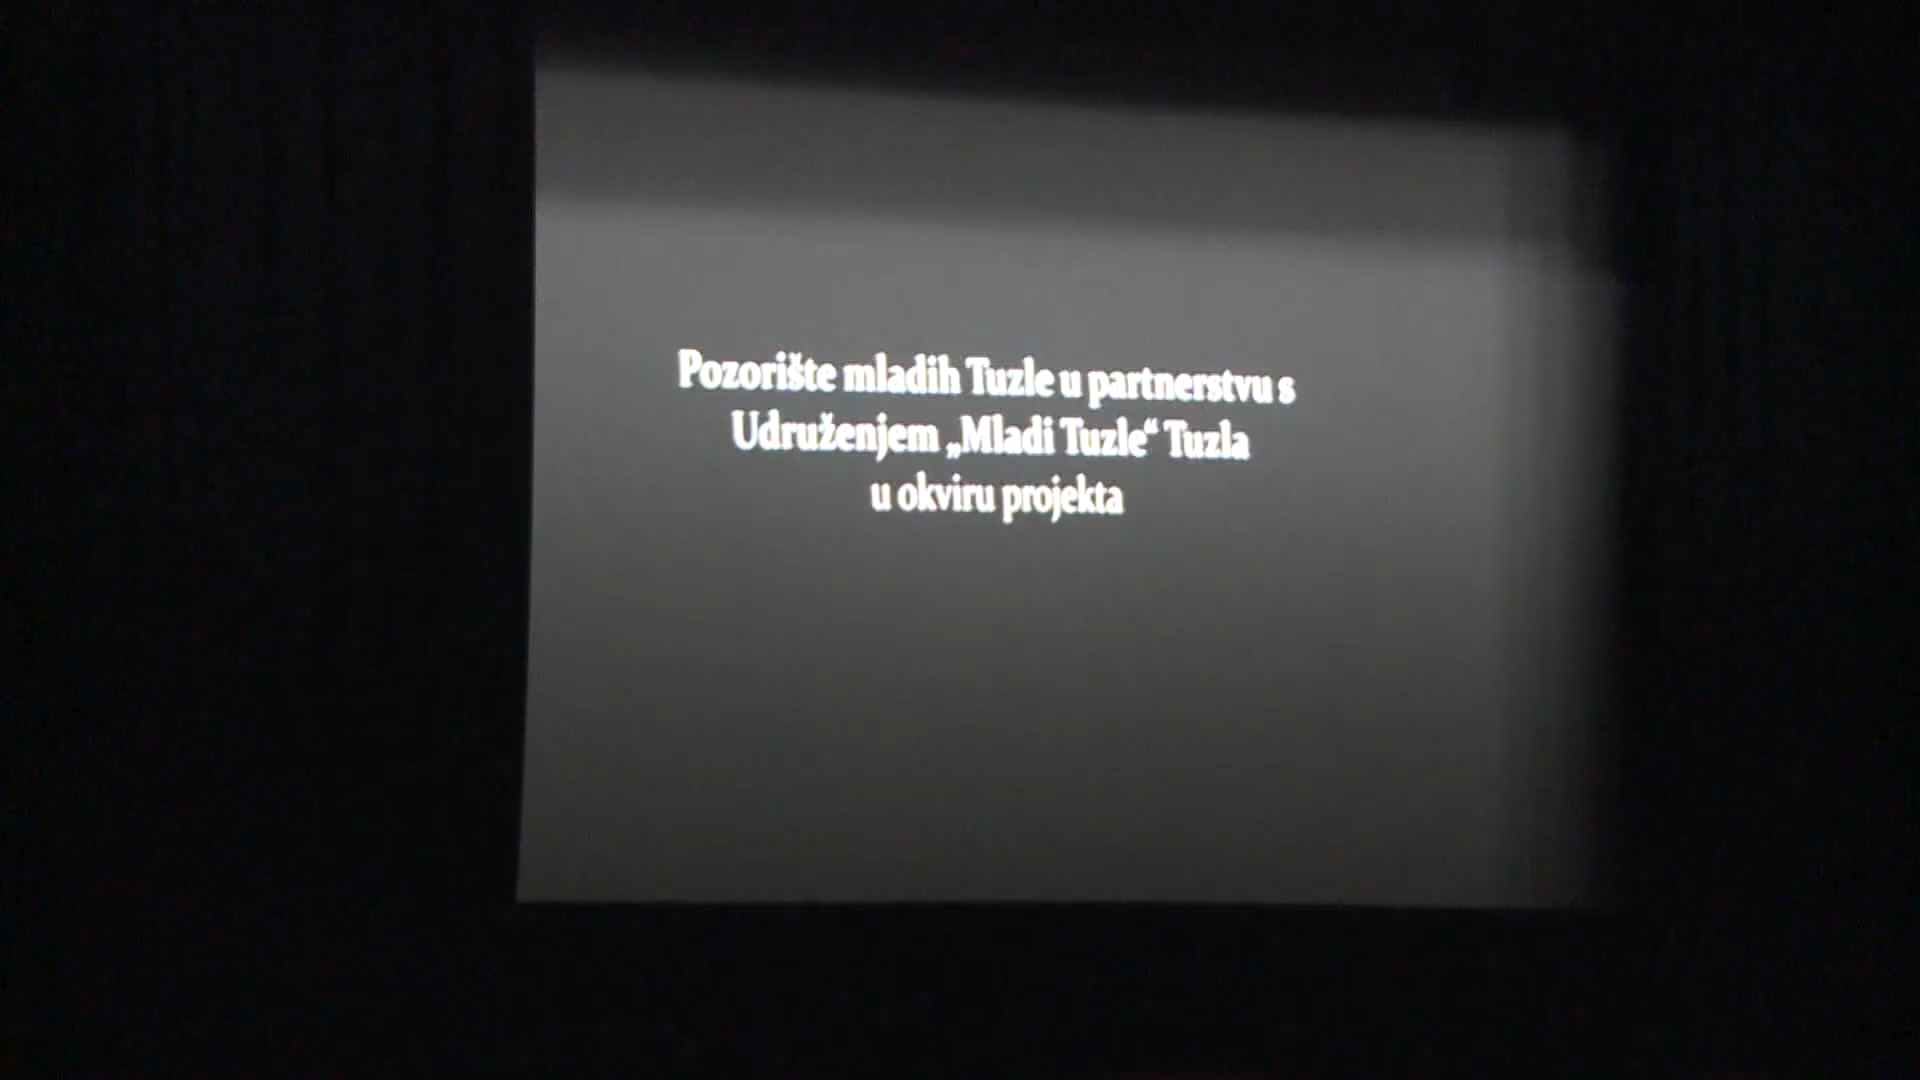 Pozorište mladih Tuzle u partnerstvu s
Udruženjem „Mladi Tuzle“ Tuzla
u okviru projekta